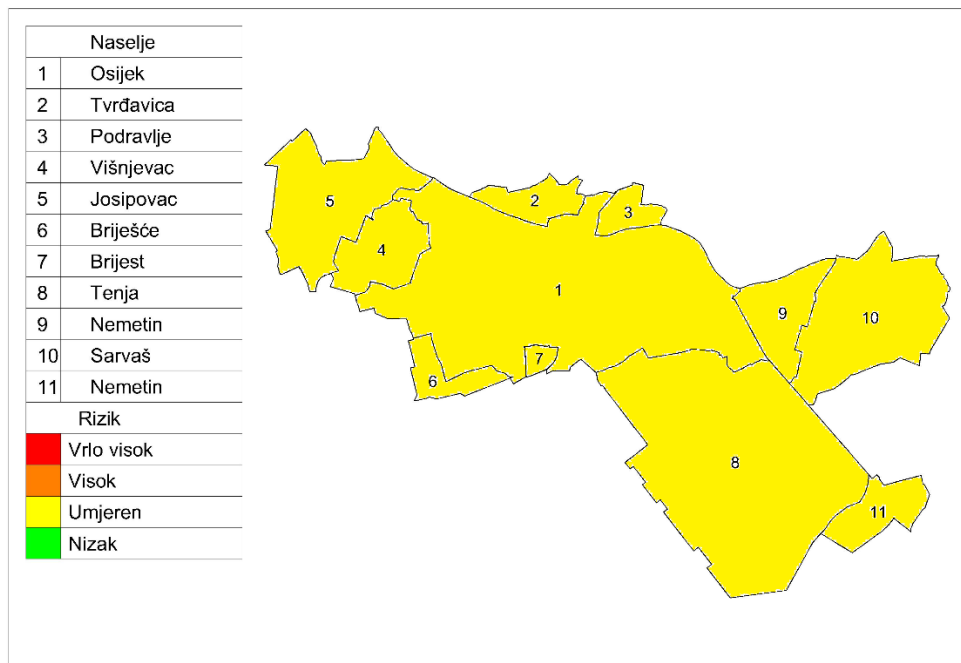 Naselje
1 Osijek
2 Tvrđavica
3 Podravlje
4 Višnjevac
5 Josipovac
6 Briješće
7 Brijest
8 Tenja
9 Nemetin
10 Sarvaš
11 Nemetin
Rizik
Vrlo visok
Visok
Umjeren
Nizak
5
2
3
4
1
9
10
7
6
8
11